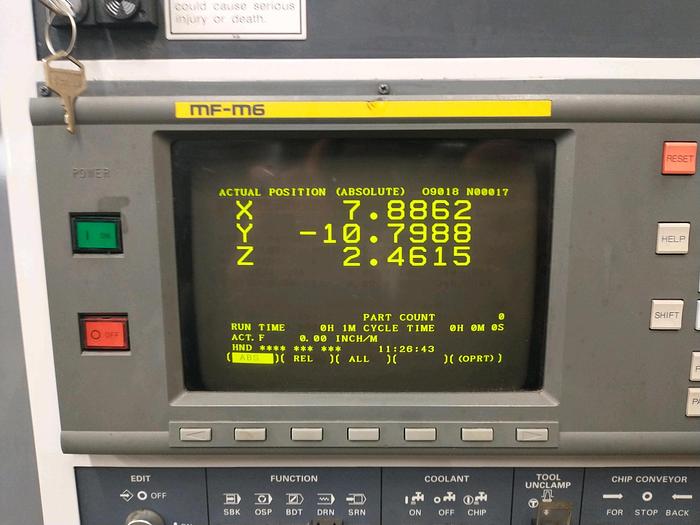 could cause serious
injury or death.
MF-M6
POWER
ACTUAL POSITION (ABSOLUTE) O9018 N00017
X 7.8862
Y -10.7988
Z 2.4615
PART COUNT 0
RUN TIME 0H 1M CYCLE TIME 0H 0M 0S
ACT.F 0.00 INCH/M
HND **** *** *** 11:26:43
( ABS )( REL )( ALL )( )( (OPRT) )
ON
OFF
RESET
HELP
SHIFT
EDIT
OFF
ON
FUNCTION
SBK OSP BDT DRN SRN
COOLANT
ON OFF CHIP
TOOL
UNCLAMP
CHIP CONVEYOR
FOR STOP BACK